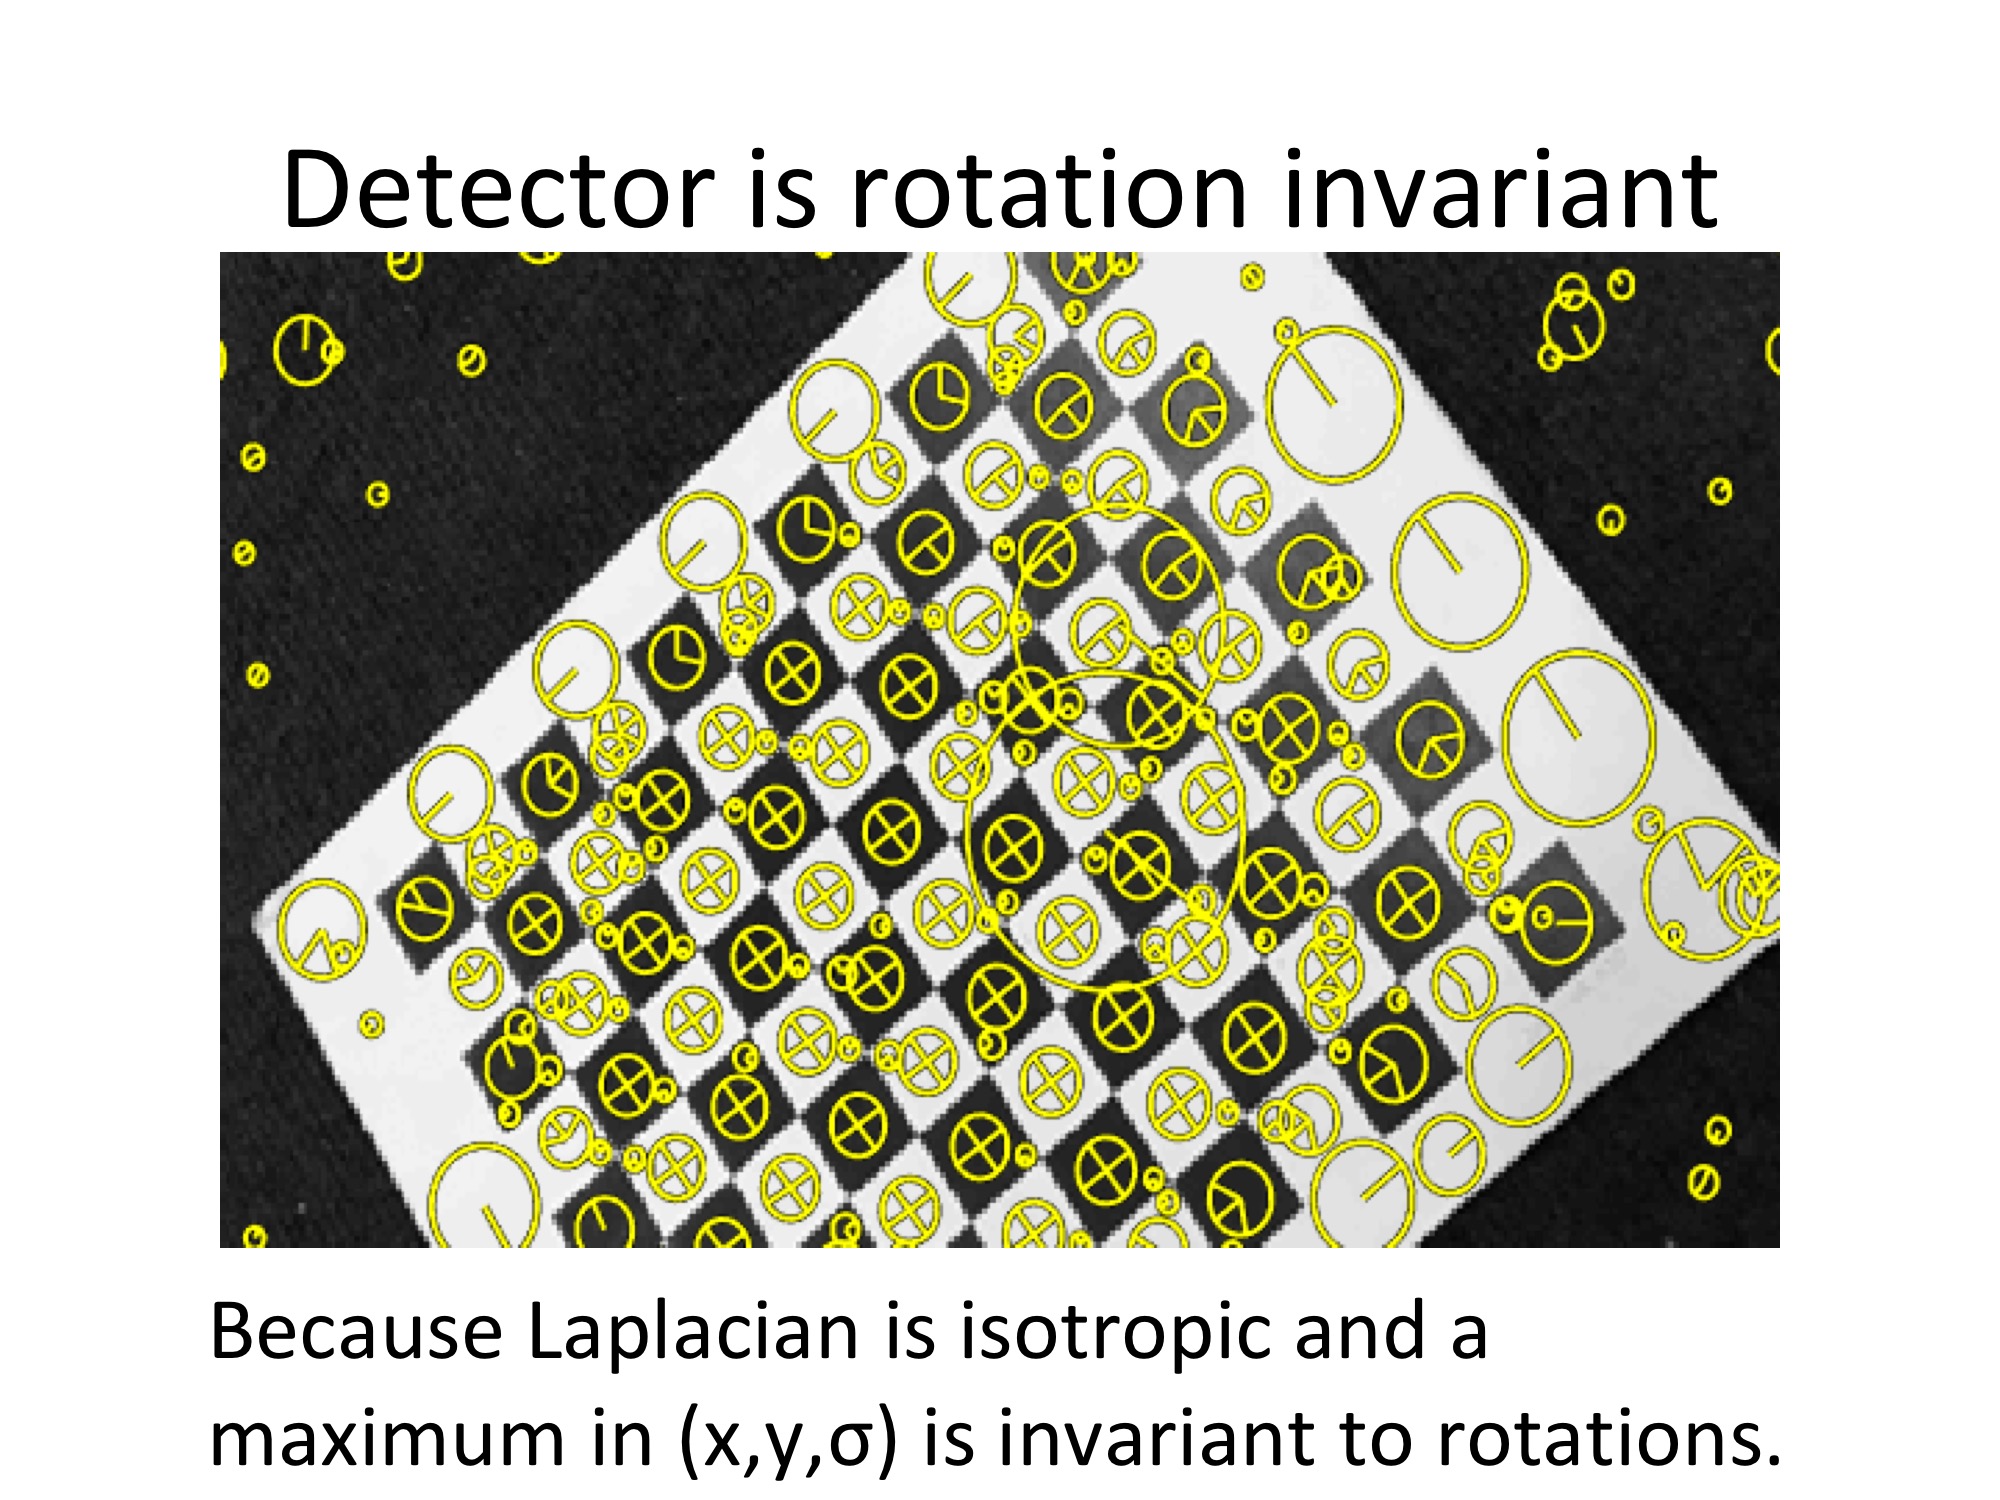 Detector is rotation invariant
Because Laplacian is isotropic and a
maximum in (x,y,σ) is invariant to rotations.